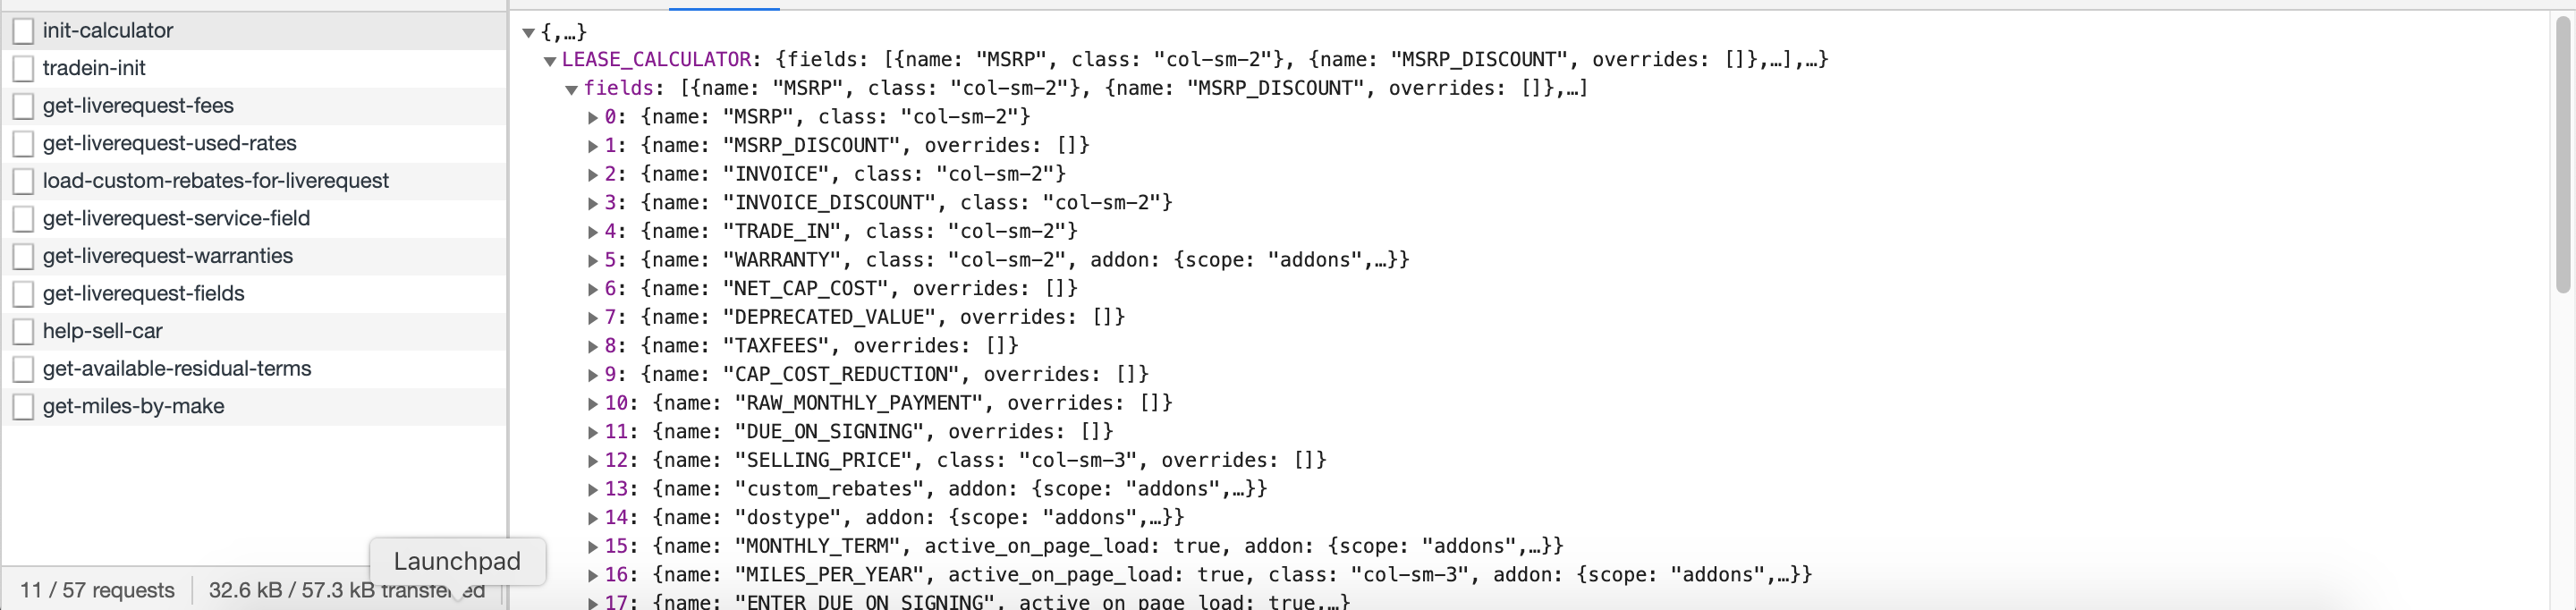 init-calculator
tradein-init
get-liverequest-fees
get-liverequest-used-rates
load-custom-rebates-for-liverequest
get-liverequest-service-field
get-liverequest-warranties
get-liverequest-fields
help-sell-car
get-available-residual-terms
get-miles-by-make
Launchpad
11 / 57 requests
32.6 kB / 57.3 kB transferred
{,…}
LEASE_CALCULATOR: {fields: [{name: "MSRP", class: "col-sm-2"}, {name: "MSRP_DISCOUNT", overrides: []},…],…}
fields: [{name: "MSRP", class: "col-sm-2"}, {name: "MSRP_DISCOUNT", overrides: []},…]
0: {name: "MSRP", class: "col-sm-2"}
1: {name: "MSRP_DISCOUNT", overrides: []}
2: {name: "INVOICE", class: "col-sm-2"}
3: {name: "INVOICE_DISCOUNT", class: "col-sm-2"}
4: {name: "TRADE_IN", class: "col-sm-2"}
5: {name: "WARRANTY", class: "col-sm-2", addon: {scope: "addons",…}}
6: {name: "NET_CAP_COST", overrides: []}
7: {name: "DEPRECATED_VALUE", overrides: []}
8: {name: "TAXFEES", overrides: []}
9: {name: "CAP_COST_REDUCTION", overrides: []}
10: {name: "RAW_MONTHLY_PAYMENT", overrides: []}
11: {name: "DUE_ON_SIGNING", overrides: []}
12: {name: "SELLING_PRICE", class: "col-sm-3", overrides: []}
13: {name: "custom_rebates", addon: {scope: "addons",…}}
14: {name: "dostype", addon: {scope: "addons",…}}
15: {name: "MONTHLY_TERM", active_on_page_load: true, addon: {scope: "addons",…}}
16: {name: "MILES_PER_YEAR", active_on_page_load: true, class: "col-sm-3", addon: {scope: "addons",…}}
17: {name: "ENTER_DUE_ON_SIGNING", active_on_page_load: true,…}